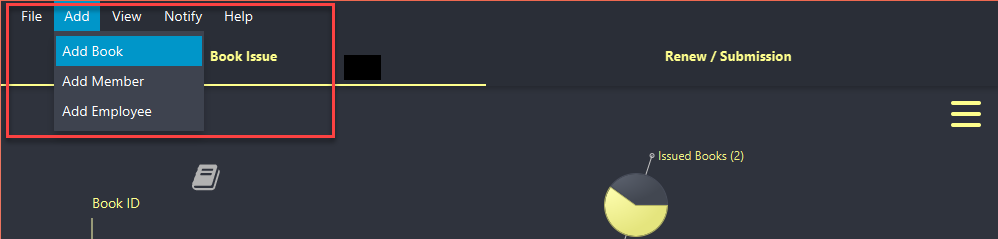 File Add View Notify Help
Add Book
Add Member
Add Employee
Book Issue
Renew / Submission
Issued Books (2)
Book ID